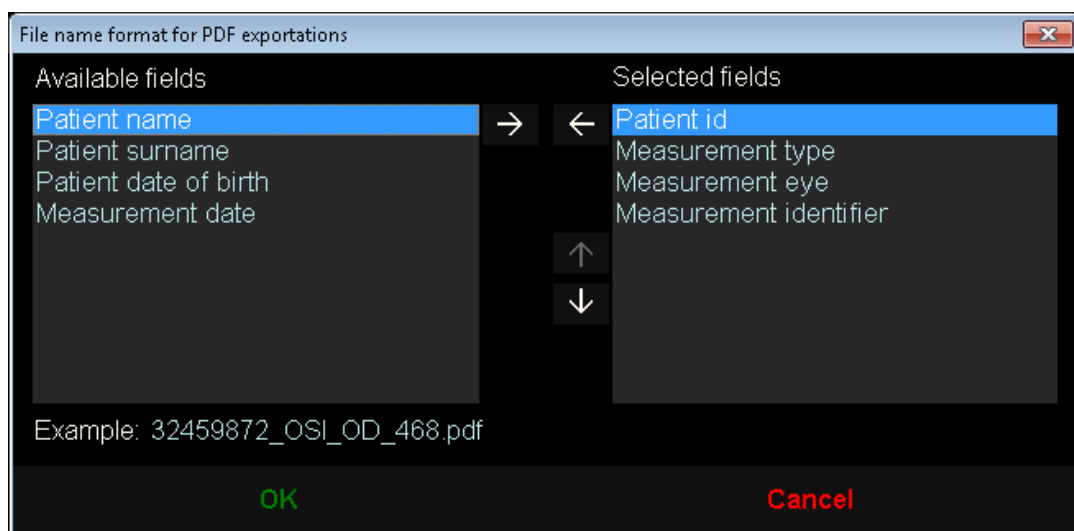 File name format for PDF exportations
Available fields
Patient name
Patient surname
Patient date of birth
Measurement date
Selected fields
Patient id
Measurement type
Measurement eye
Measurement identifier
Example: 32459872_OSI_OD_468.pdf
OK
Cancel